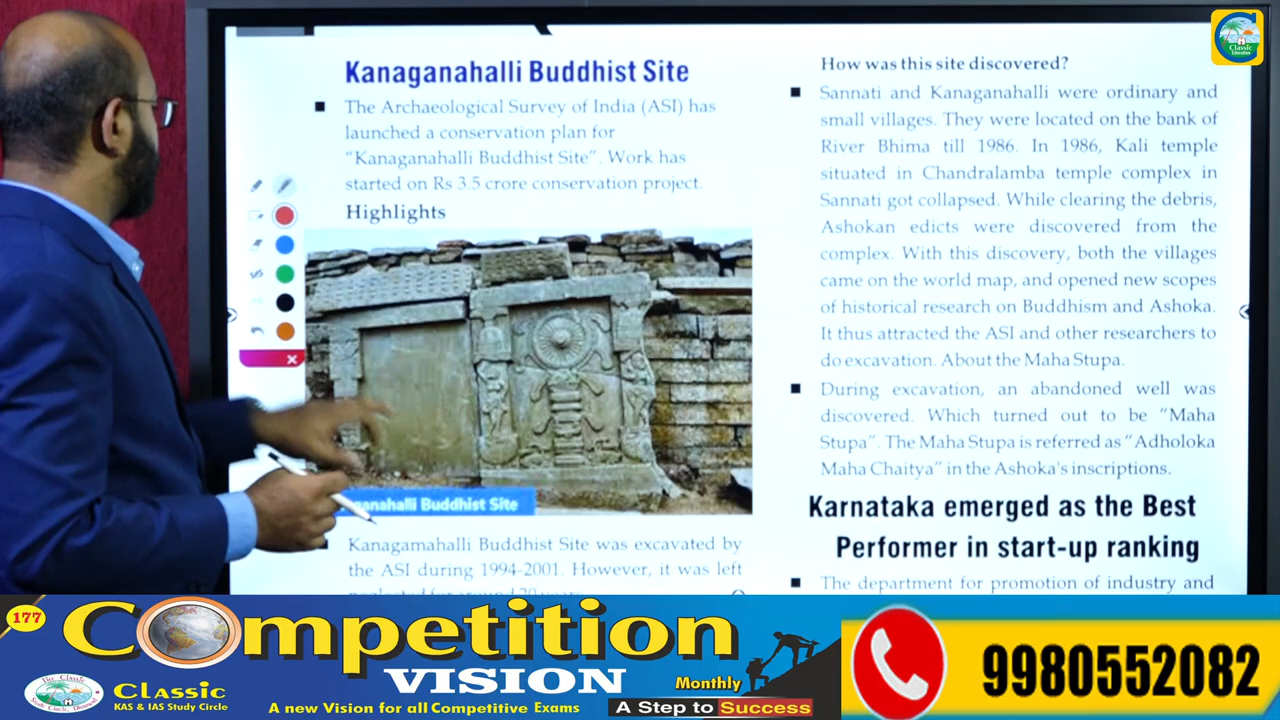 Kanaganahalli Buddhist Site
The Archaeological Survey of India (ASI) has
launched a conservation plan for
"Kanaganahalli Buddhist Site". Work has
started on Rs 3.5 crore conservation project.
Highlights
ganahalli Buddhist Site
Kanagamahalli Buddhist Site was excavated by
the ASI during 1994-2001. However, it was left
How was this site discovered?
Sannati and Kanaganahalli were ordinary and
small villages. They were located on the bank of
River Bhima till 1986. In 1986, Kali temple
situated in Chandralamba temple complex in
Sannati got collapsed. While clearing the debris,
Ashokan edicts were discovered from the
complex. With this discovery, both the villages
came on the world map, and opened new scopes
of historical research on Buddhism and Ashoka.
It thus attracted the ASI and other researchers to
do excavation. About the Maha Stupa.
During excavation, an abandoned well was
discovered. Which turned out to be "Maha
Stupa". The Maha Stupa is referred as "Adholoka
Maha Chaitya" in the Ashoka's inscriptions.
Karnataka emerged as the Best
Performer in start-up ranking
The department for promotion of industry and
Classic
Education
177
Competition
VISION
Monthly
The Classic
Classic
KAS & IAS Study Circle
A new Vision for all Competitive Exams
A Step to Success
9980552082